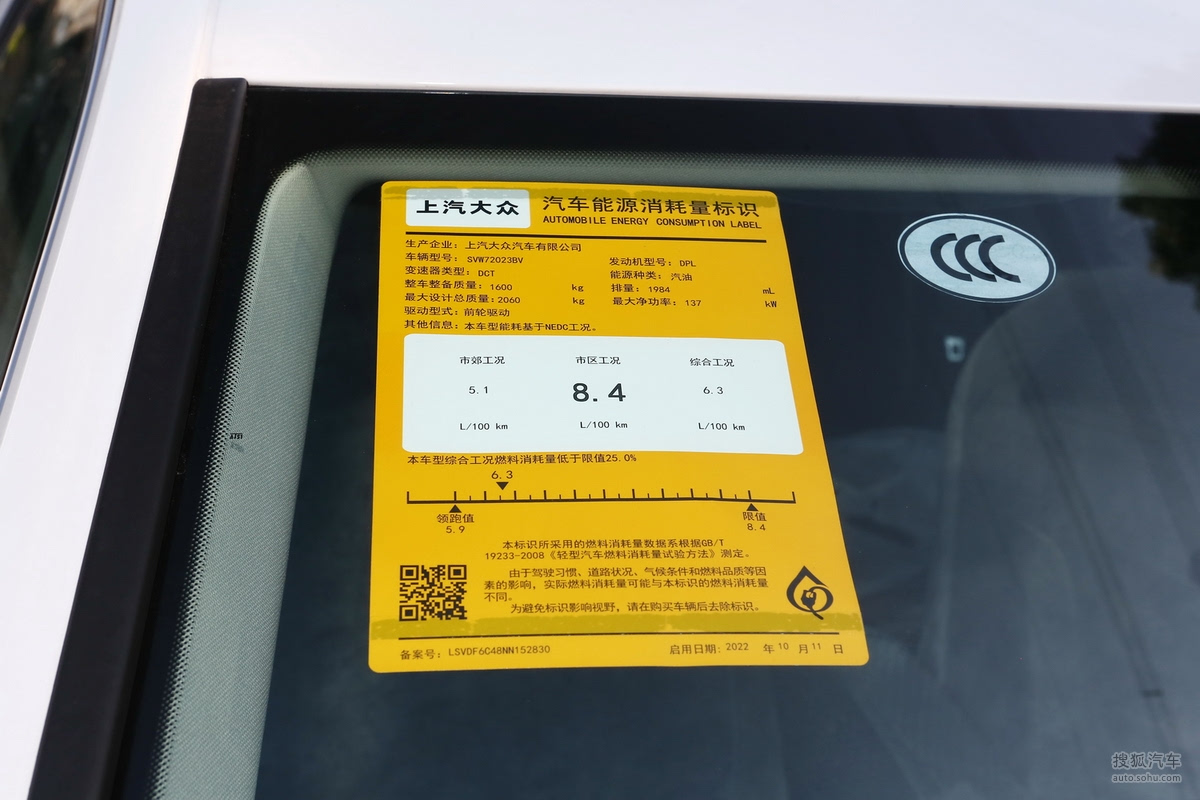 上汽大众
汽车能源消耗量标识
AUTOMOBILE ENERGY CONSUMPTION LABEL
生产企业：上汽大众汽车有限公司
车辆型号：SVW72023BV
发动机型号：DPL
变速器类型：DCT
能源种类：汽油
整车整备质量：1600 kg
排量：1984 mL
最大设计总质量：2060 kg
最大净功率：137 kW
驱动型式：前轮驱动
其他信息：本车型能耗基于NEDC工况。
市郊工况 市区工况 综合工况
5.1 8.4 6.3
L/100 km L/100 km L/100 km
本车型综合工况燃料消耗量低于限值25.0%
6.3
领跑值 限值
5.9 8.4
本标识所采用的燃料消耗量数据系根据GB/T
19233-2008《轻型汽车燃料消耗量试验方法》测定。
由于驾驶习惯、道路状况、气候条件和燃料品质等因
素的影响，实际燃料消耗量可能与本标识的燃料消耗量
不同。
为避免标识影响视野，请在购买车辆后去除标识。
备案号：LSVDF6C48NN152830
启用日期：2022 年 10 月 11 日
CCC
搜狐汽车
auto.sohu.com